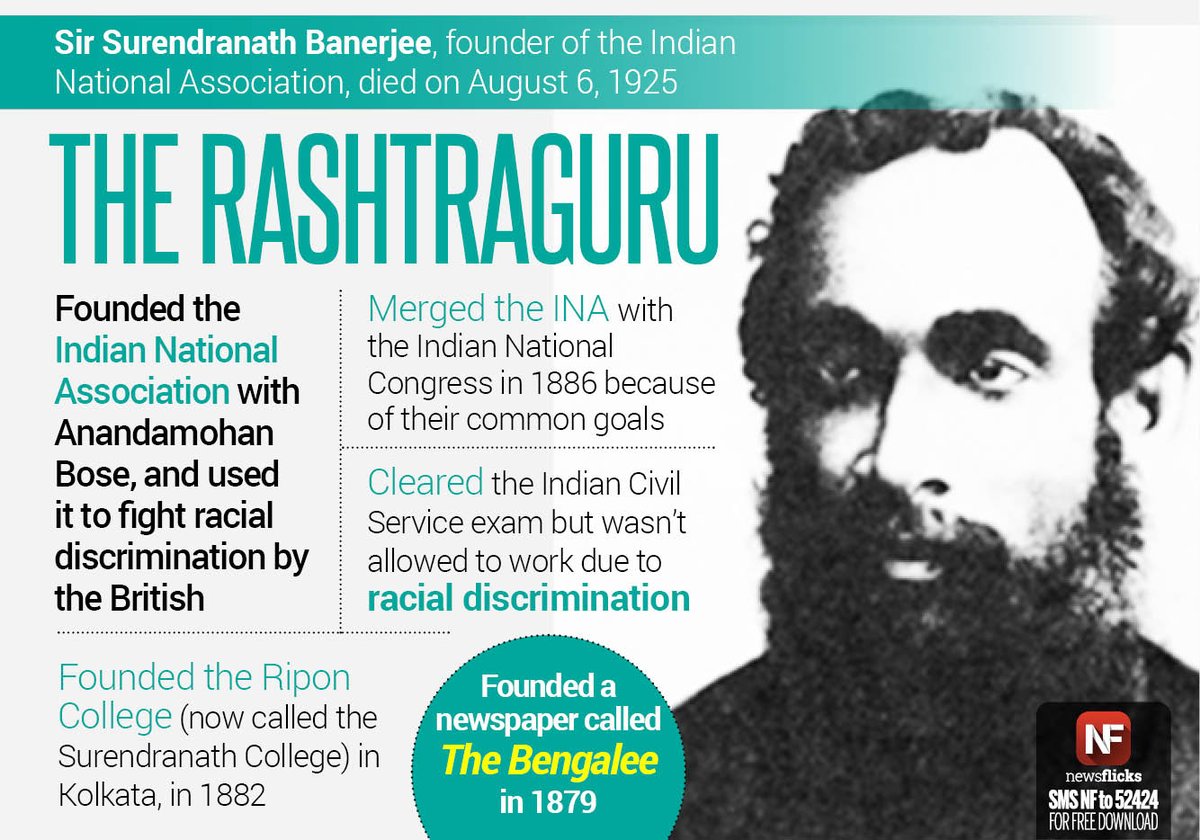 Sir Surendranath Banerjee, founder of the Indian
National Association, died on August 6, 1925
THE RASHTRAGURU
Founded the
Indian National
Association with
Anandamohan
Bose, and used
it to fight racial
discrimination by
the British
Merged the INA with
the Indian National
Congress in 1886 because
of their common goals
Cleared the Indian Civil
Service exam but wasn't
allowed to work due to
racial discrimination
Founded the Ripon
College (now called the
Surendranath College) in
Kolkata, in 1882
Founded a
newspaper called
The Bengalee
in 1879
NF
newsflicks
SMS NF to 52424
FOR FREE DOWNLOAD